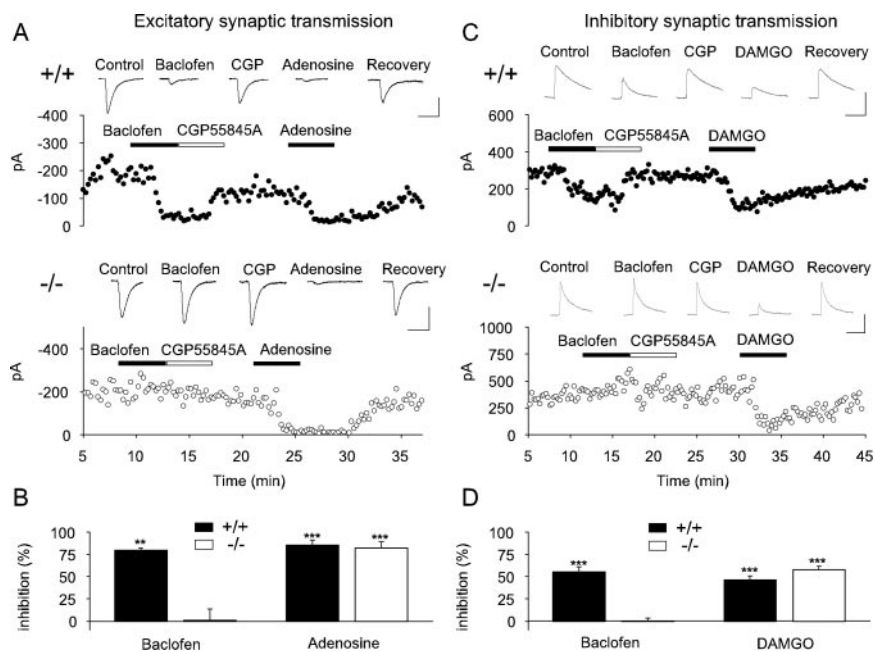 Excitatory synaptic transmission
A
+/+
Control Baclofen CGP Adenosine Recovery
-400
-300
-200
-100
0
pA
Baclofen CGP55845A Adenosine
-/-
Control Baclofen CGP Adenosine Recovery
-400
-200
0
pA
Baclofen CGP55845A Adenosine
5 10 15 20 25 30 35
Time (min)
B
+/+
-/-
100
75
50
25
0
inhibition (%)
** *** ***
Baclofen Adenosine
Inhibitory synaptic transmission
C
+/+
Control Baclofen CGP DAMGO Recovery
600
400
200
0
pA
Baclofen CGP55845A DAMGO
-/-
Control Baclofen CGP DAMGO Recovery
1000
750
500
250
0
pA
Baclofen CGP55845A DAMGO
5 10 15 20 25 30 35 40 45
Time (min)
D
+/+
-/-
100
75
50
25
0
inhibition (%)
*** *** ***
Baclofen DAMGO